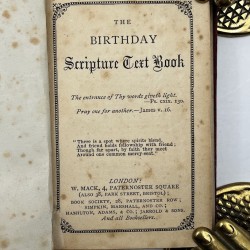 THE
BIRTHDAY
Scripture Text Book
The entrance of Thy words giveth light.
—Ps. cxix. 130.
Pray one for another.—James v. 16.
"There is a spot where spirits blend,
And friend holds fellowship with friend;
Though far apart, by faith they meet
Around one common mercy seat."
LONDON:
W. MACK, 4, PATERNOSTER SQUARE
(ALSO 38, PARK STREET, BRISTOL);
BOOK SOCIETY, 28, PATERNOSTER ROW;
SIMPKIN, MARSHALL, AND CO.;
HAMILTON, ADAMS, & CO.; JARROLD & SONS.
And all Booksellers.